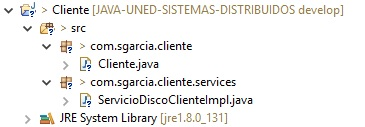 > Cliente [JAVA-UNED-SISTEMAS-DISTRIBUIDOS develop]
> src
> com.sgarcia.cliente
> Cliente.java
> com.sgarcia.cliente.services
> ServicioDiscoClienteImpl.java
JRE System Library [jre1.8.0_131]